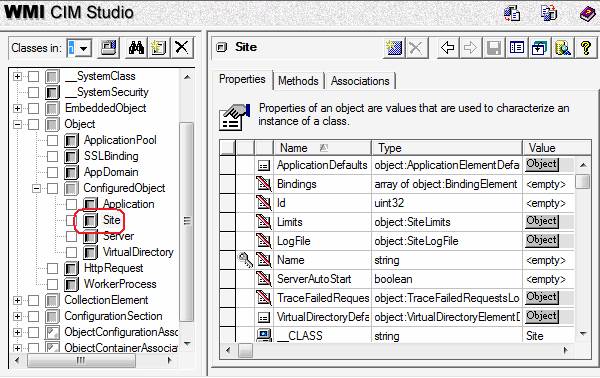 WMI CIM Studio
Classes in:
__SystemClass
__SystemSecurity
EmbeddedObject
Object
ApplicationPool
SSLBinding
AppDomain
ConfiguredObject
Application
Site
Server
VirtualDirectory
HttpRequest
WorkerProcess
CollectionElement
ConfigurationSection
ObjectConfigurationAssoc
ObjectContainerAssociat
Site
Properties Methods Associations
Properties of an object are values that are used to characterize an
instance of a class.
Name Type Value
ApplicationDefaults object:ApplicationElementDefa Object
Bindings array of object:BindingElement <empty>
Id uint32 <empty>
Limits object:SiteLimits Object
LogFile object:SiteLogFile Object
Name string <empty>
ServerAutoStart boolean <empty>
TraceFailedReques object:TraceFailedRequestsLo Object
VirtualDirectoryDefa object:VirtualDirectoryElementD Object
__CLASS string Site